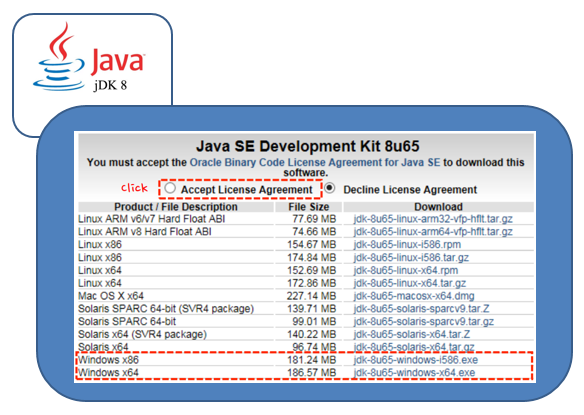 Java
jDK 8
Java SE Development Kit 8u65
You must accept the Oracle Binary Code License Agreement for Java SE to download this
software.
click Accept License Agreement Decline License Agreement
Product / File Description File Size Download
Linux ARM v6/v7 Hard Float ABI 77.69 MB jdk-8u65-linux-arm32-vfp-hflt.tar.gz
Linux ARM v8 Hard Float ABI 74.66 MB jdk-8u65-linux-arm64-vfp-hflt.tar.gz
Linux x86 154.67 MB jdk-8u65-linux-i586.rpm
Linux x86 174.84 MB jdk-8u65-linux-i586.tar.gz
Linux x64 152.69 MB jdk-8u65-linux-x64.rpm
Linux x64 172.86 MB jdk-8u65-linux-x64.tar.gz
Mac OS X x64 227.14 MB jdk-8u65-macosx-x64.dmg
Solaris SPARC 64-bit (SVR4 package) 139.71 MB jdk-8u65-solaris-sparcv9.tar.Z
Solaris SPARC 64-bit 99.01 MB jdk-8u65-solaris-sparcv9.tar.gz
Solaris x64 (SVR4 package) 140.22 MB jdk-8u65-solaris-x64.tar.Z
Solaris x64 96.74 MB jdk-8u65-solaris-x64.tar.gz
Windows x86 181.24 MB jdk-8u65-windows-i586.exe
Windows x64 186.57 MB jdk-8u65-windows-x64.exe